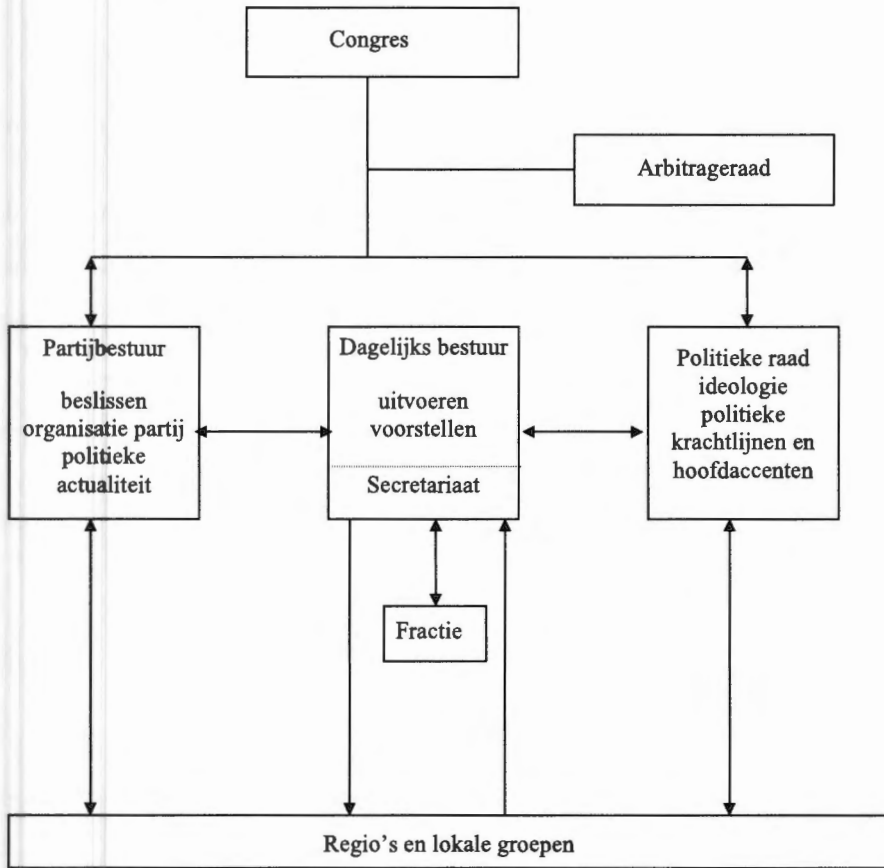 Congres
Arbitrageraad
Partijbestuur
beslissen
organisatie partij
politieke
actualiteit
Dagelijks bestuur
uitvoeren
voorstellen
Secretariaat
Politieke raad
ideologie
politieke
krachtlijnen en
hoofdaccenten
Fractie
Regio's en lokale groepen